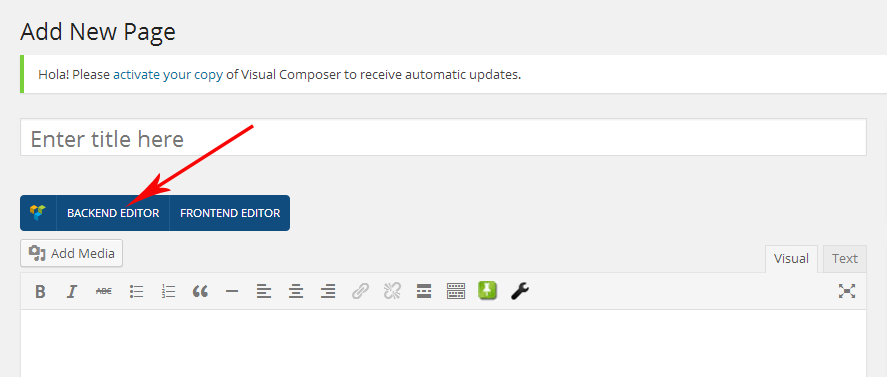 Add New Page
Hola! Please activate your copy of Visual Composer to receive automatic updates.
Enter title here
BACKEND EDITOR FRONTEND EDITOR
Add Media
Visual Text
B I ABC